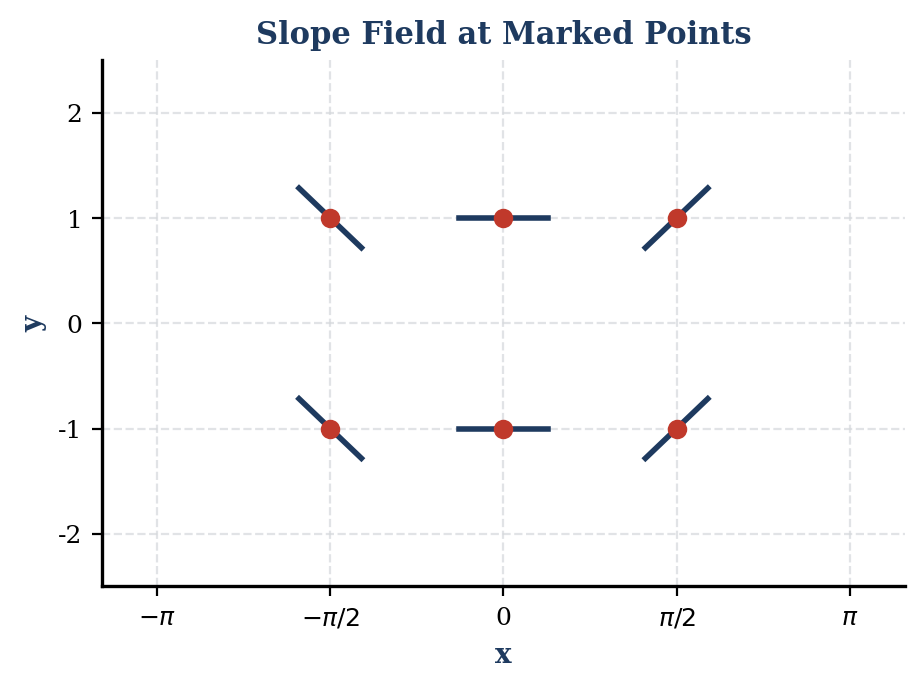 Slope Field at Marked Points
2
1
0
-1
-2
y
−π
−π/2
0
π/2
π
x